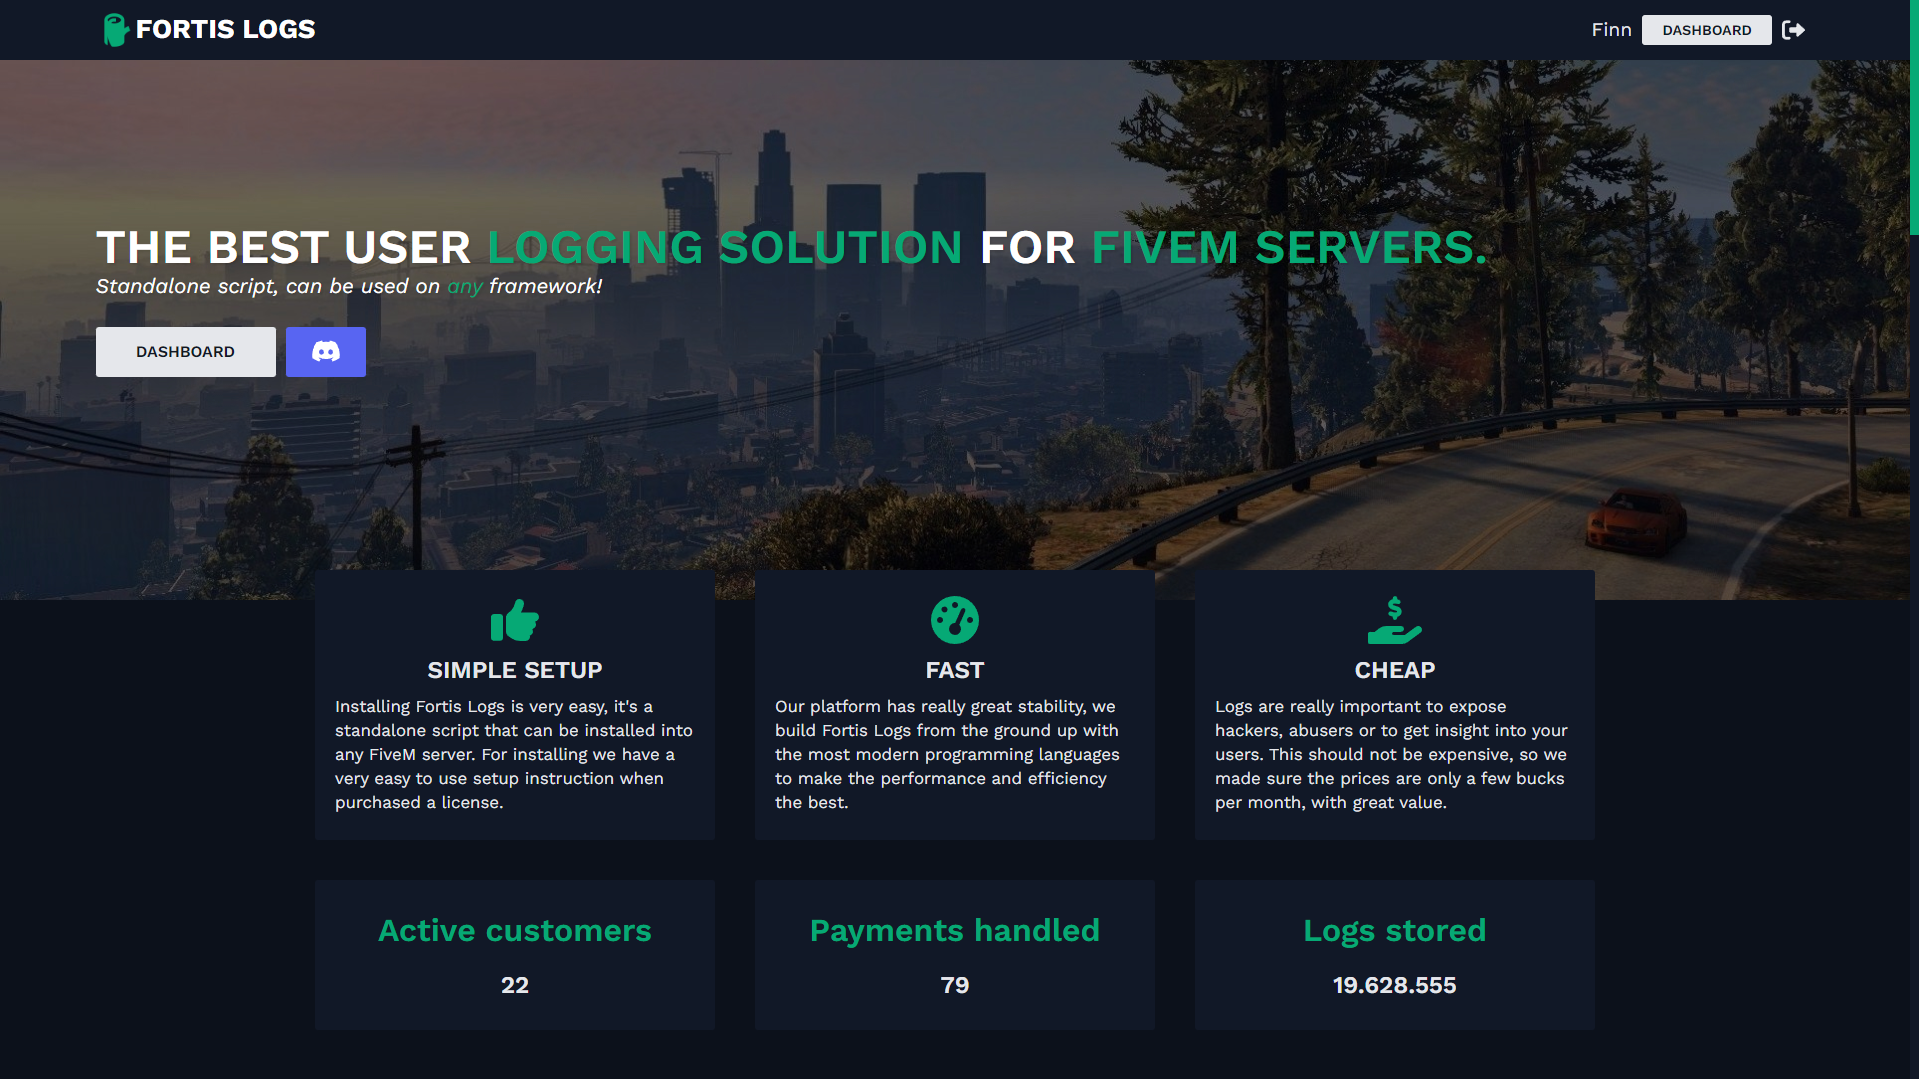 FORTIS LOGS
Finn
DASHBOARD
THE BEST USER LOGGING SOLUTION FOR FIVEM SERVERS.
Standalone script, can be used on any framework!
DASHBOARD
SIMPLE SETUP
Installing Fortis Logs is very easy, it's a
standalone script that can be installed into
any FiveM server. For installing we have a
very easy to use setup instruction when
purchased a license.
FAST
Our platform has really great stability, we
build Fortis Logs from the ground up with
the most modern programming languages
to make the performance and efficiency
the best.
CHEAP
Logs are really important to expose
hackers, abusers or to get insight into your
users. This should not be expensive, so we
made sure the prices are only a few bucks
per month, with great value.
Active customers
22
Payments handled
79
Logs stored
19.628.555